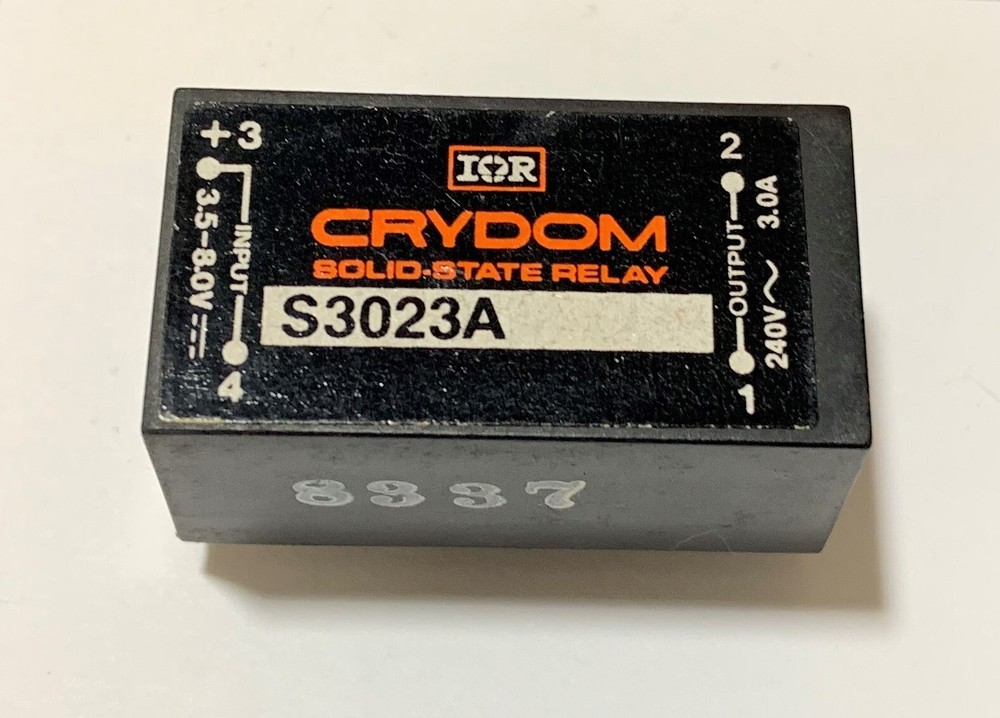 +3
3.5-8.0V ⎓
INPUT
4
IOR
CRYDOM
SOLID-STATE RELAY
S3023A
2
OUTPUT
240V~ 3.0A
1
8337